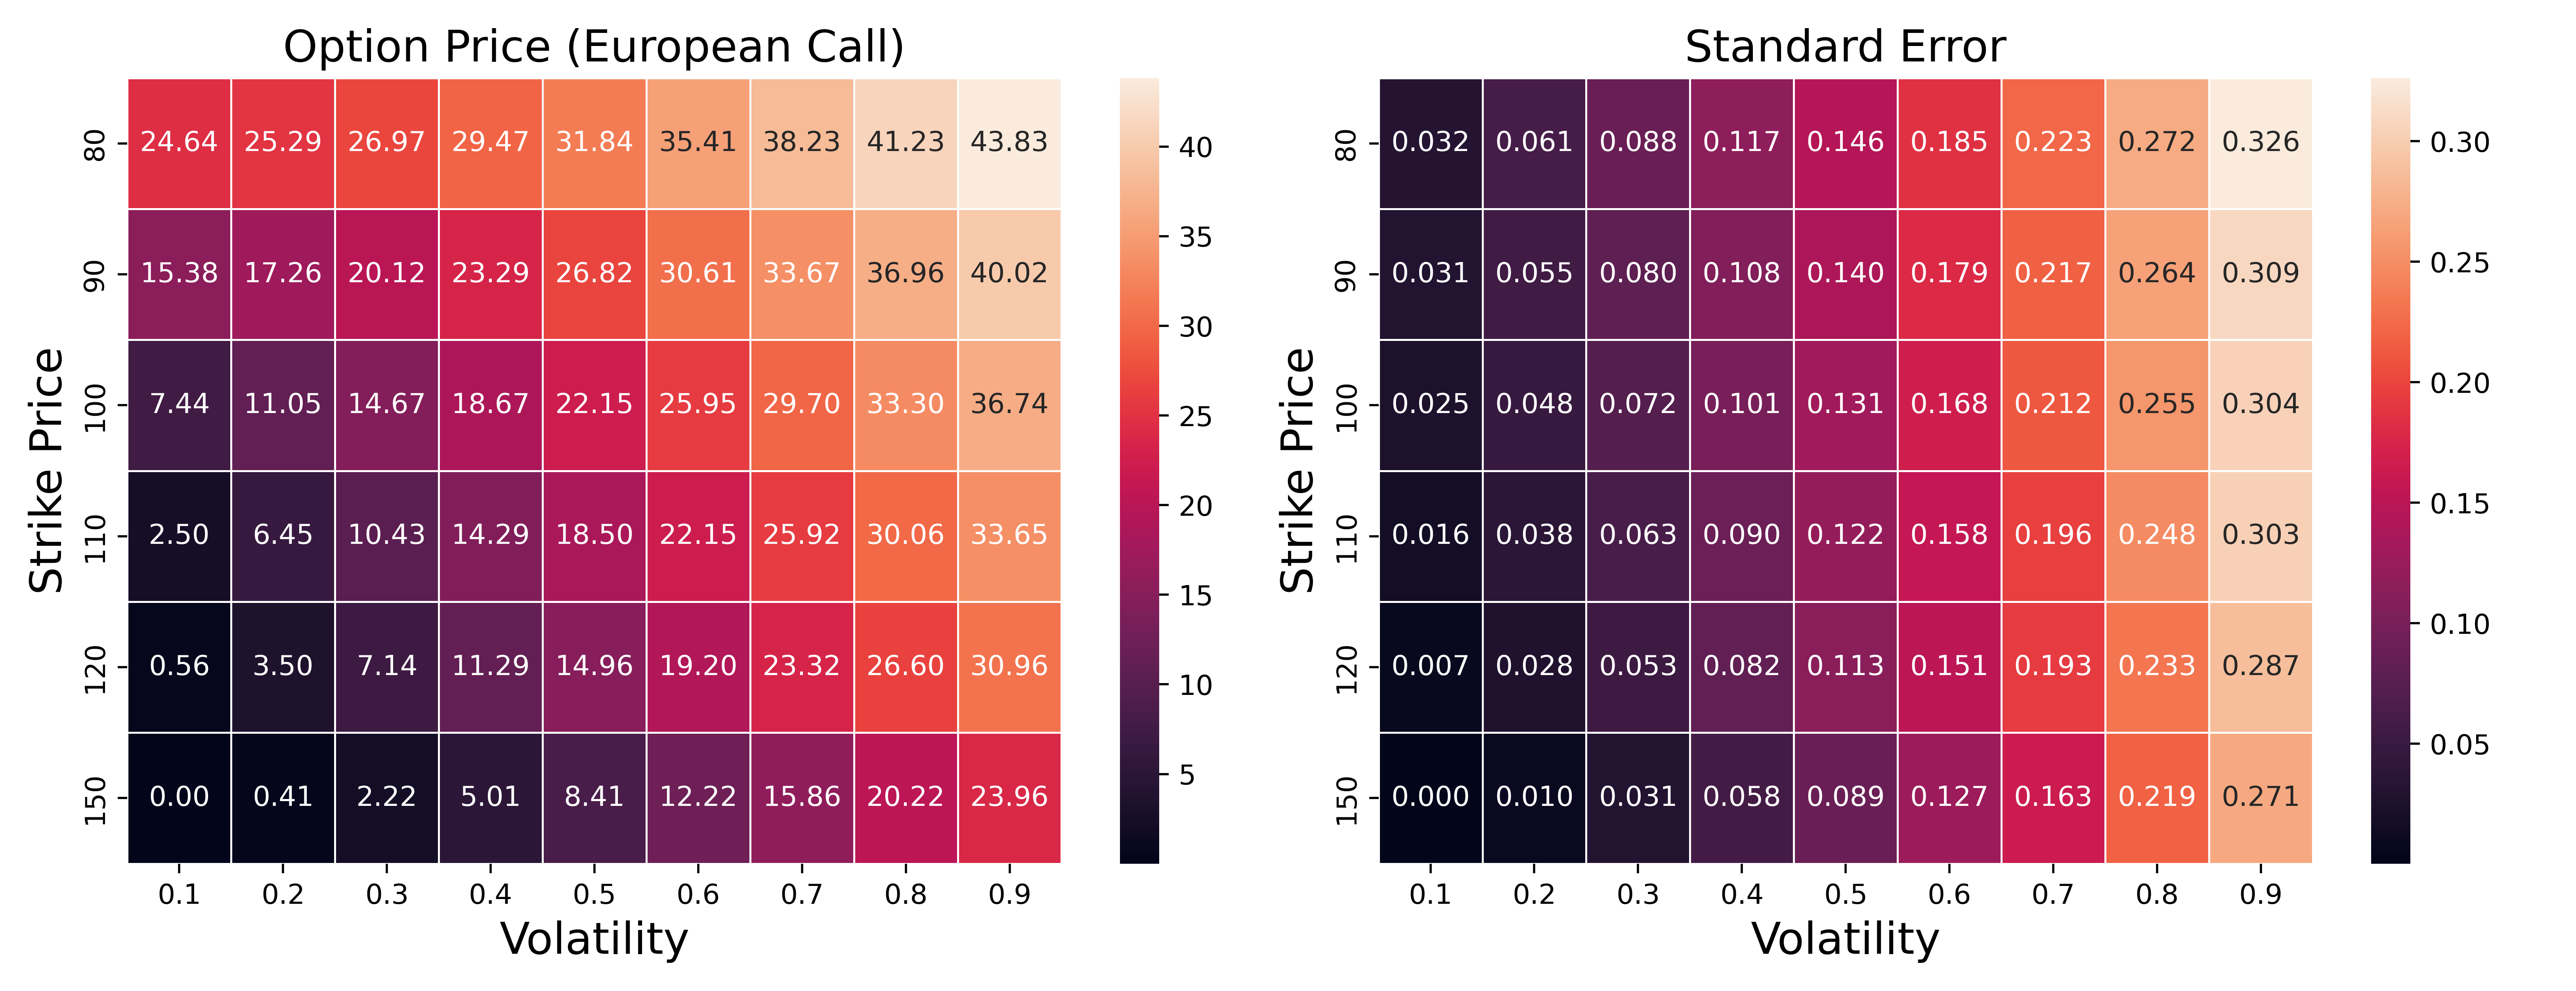 Option Price (European Call)
Strike Price
80 24.64 25.29 26.97 29.47 31.84 35.41 38.23 41.23 43.83
90 15.38 17.26 20.12 23.29 26.82 30.61 33.67 36.96 40.02
100 7.44 11.05 14.67 18.67 22.15 25.95 29.70 33.30 36.74
110 2.50 6.45 10.43 14.29 18.50 22.15 25.92 30.06 33.65
120 0.56 3.50 7.14 11.29 14.96 19.20 23.32 26.60 30.96
150 0.00 0.41 2.22 5.01 8.41 12.22 15.86 20.22 23.96
0.1 0.2 0.3 0.4 0.5 0.6 0.7 0.8 0.9
Volatility
40
35
30
25
20
15
10
5
Standard Error
Strike Price
80 0.032 0.061 0.088 0.117 0.146 0.185 0.223 0.272 0.326
90 0.031 0.055 0.080 0.108 0.140 0.179 0.217 0.264 0.309
100 0.025 0.048 0.072 0.101 0.131 0.168 0.212 0.255 0.304
110 0.016 0.038 0.063 0.090 0.122 0.158 0.196 0.248 0.303
120 0.007 0.028 0.053 0.082 0.113 0.151 0.193 0.233 0.287
150 0.000 0.010 0.031 0.058 0.089 0.127 0.163 0.219 0.271
0.1 0.2 0.3 0.4 0.5 0.6 0.7 0.8 0.9
Volatility
0.30
0.25
0.20
0.15
0.10
0.05